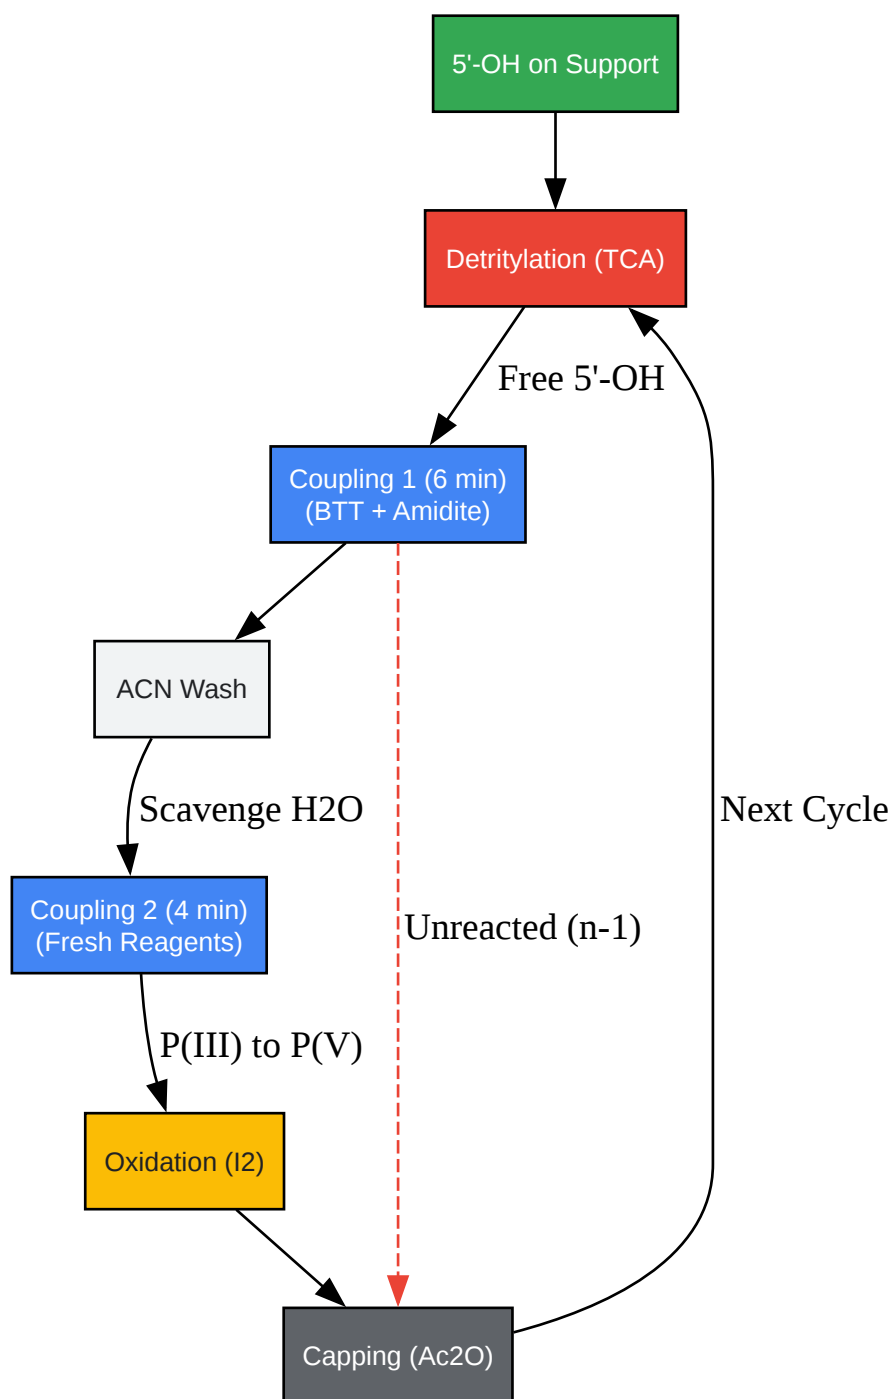 5'-OH on Support
Detritylation (TCA)
Free 5'-OH
Coupling 1 (6 min)
(BTT + Amidite)
ACN Wash
Scavenge H2O
Next Cycle
Coupling 2 (4 min)
(Fresh Reagents)
Unreacted (n-1)
P(III) to P(V)
Oxidation (I2)
Capping (Ac2O)